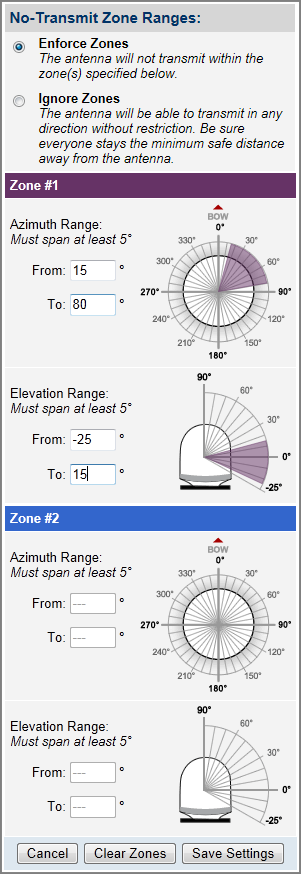 No-Transmit Zone Ranges:
Enforce Zones
The antenna will not transmit within the
zone(s) specified below.
Ignore Zones
The antenna will be able to transmit in any
direction without restriction. Be sure
everyone stays the minimum safe distance
away from the antenna.
Zone #1
Azimuth Range:
Must span at least 5°
From: 15 °
To: 80 °
BOW
0°
330° 30°
300° 60°
270° 90°
240° 120°
210° 150°
180°
Elevation Range:
Must span at least 5°
From: -25 °
To: 15 °
90°
60°
30°
0°
-25°
Zone #2
Azimuth Range:
Must span at least 5°
From: --- °
To: --- °
BOW
0°
330° 30°
300° 60°
270° 90°
240° 120°
210° 150°
180°
Elevation Range:
Must span at least 5°
From: --- °
To: --- °
90°
60°
30°
0°
-25°
Cancel Clear Zones Save Settings